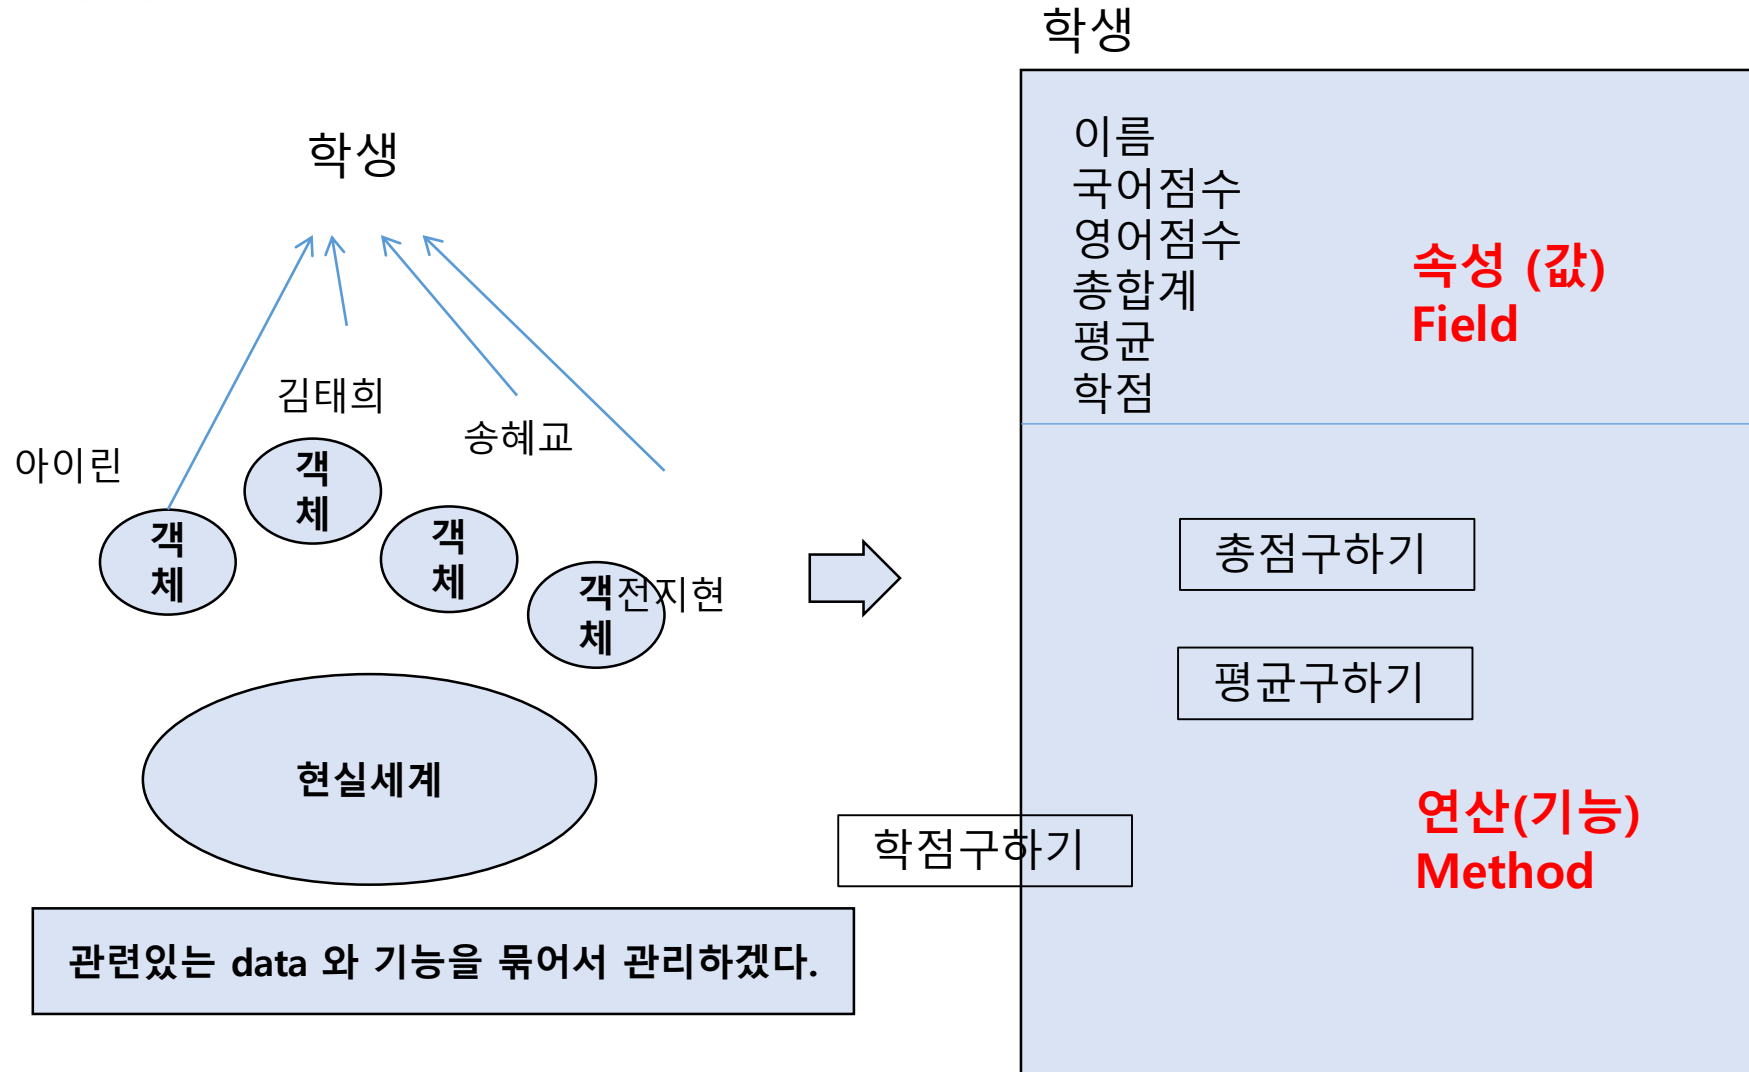 학생
김태희
송혜교
아이린
객
체
객
체
객
체
객
체
전지현
현실세계
관련있는 data 와 기능을 묶어서 관리하겠다.
학생
이름
국어점수
영어점수
총합계
평균
학점
속성 (값)
Field
총점구하기
평균구하기
학점구하기
연산(기능)
Method